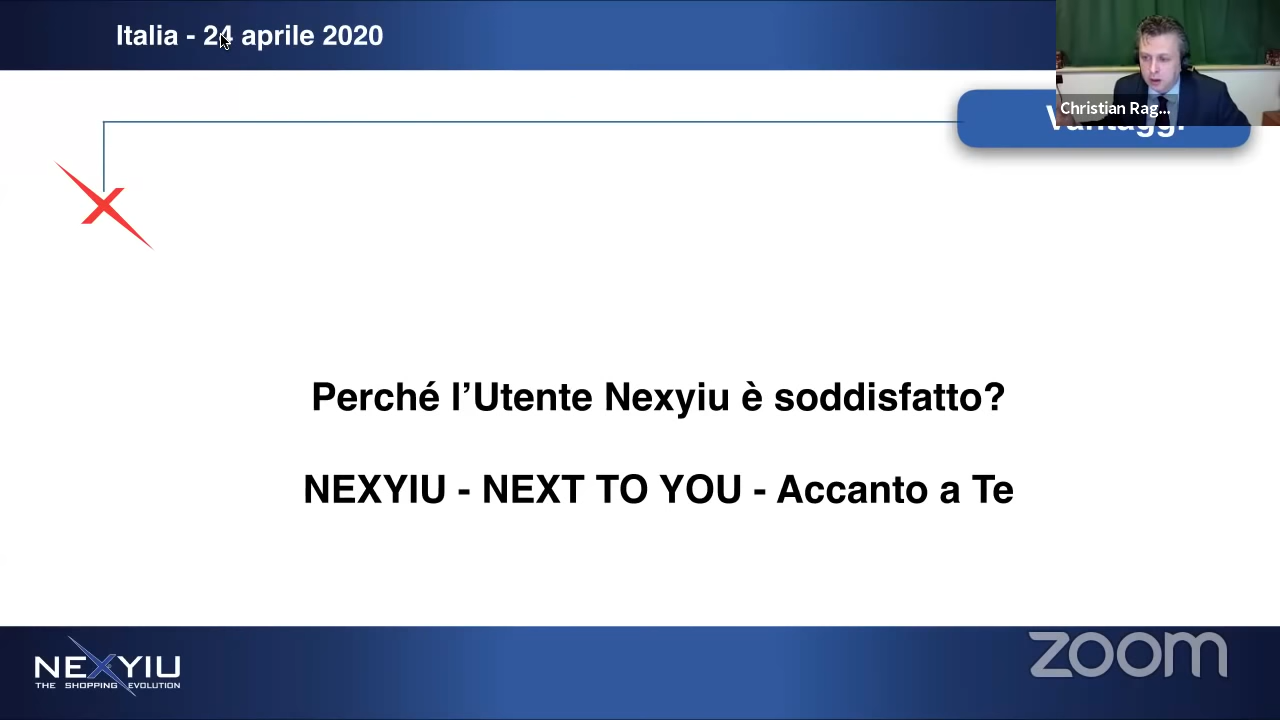 Italia - 24 aprile 2020
Christian Rag...
Vantaggi
Perché l’Utente Nexyiu è soddisfatto?
NEXYIU - NEXT TO YOU - Accanto a Te
NEXYIU
THE SHOPPING EVOLUTION
zoom